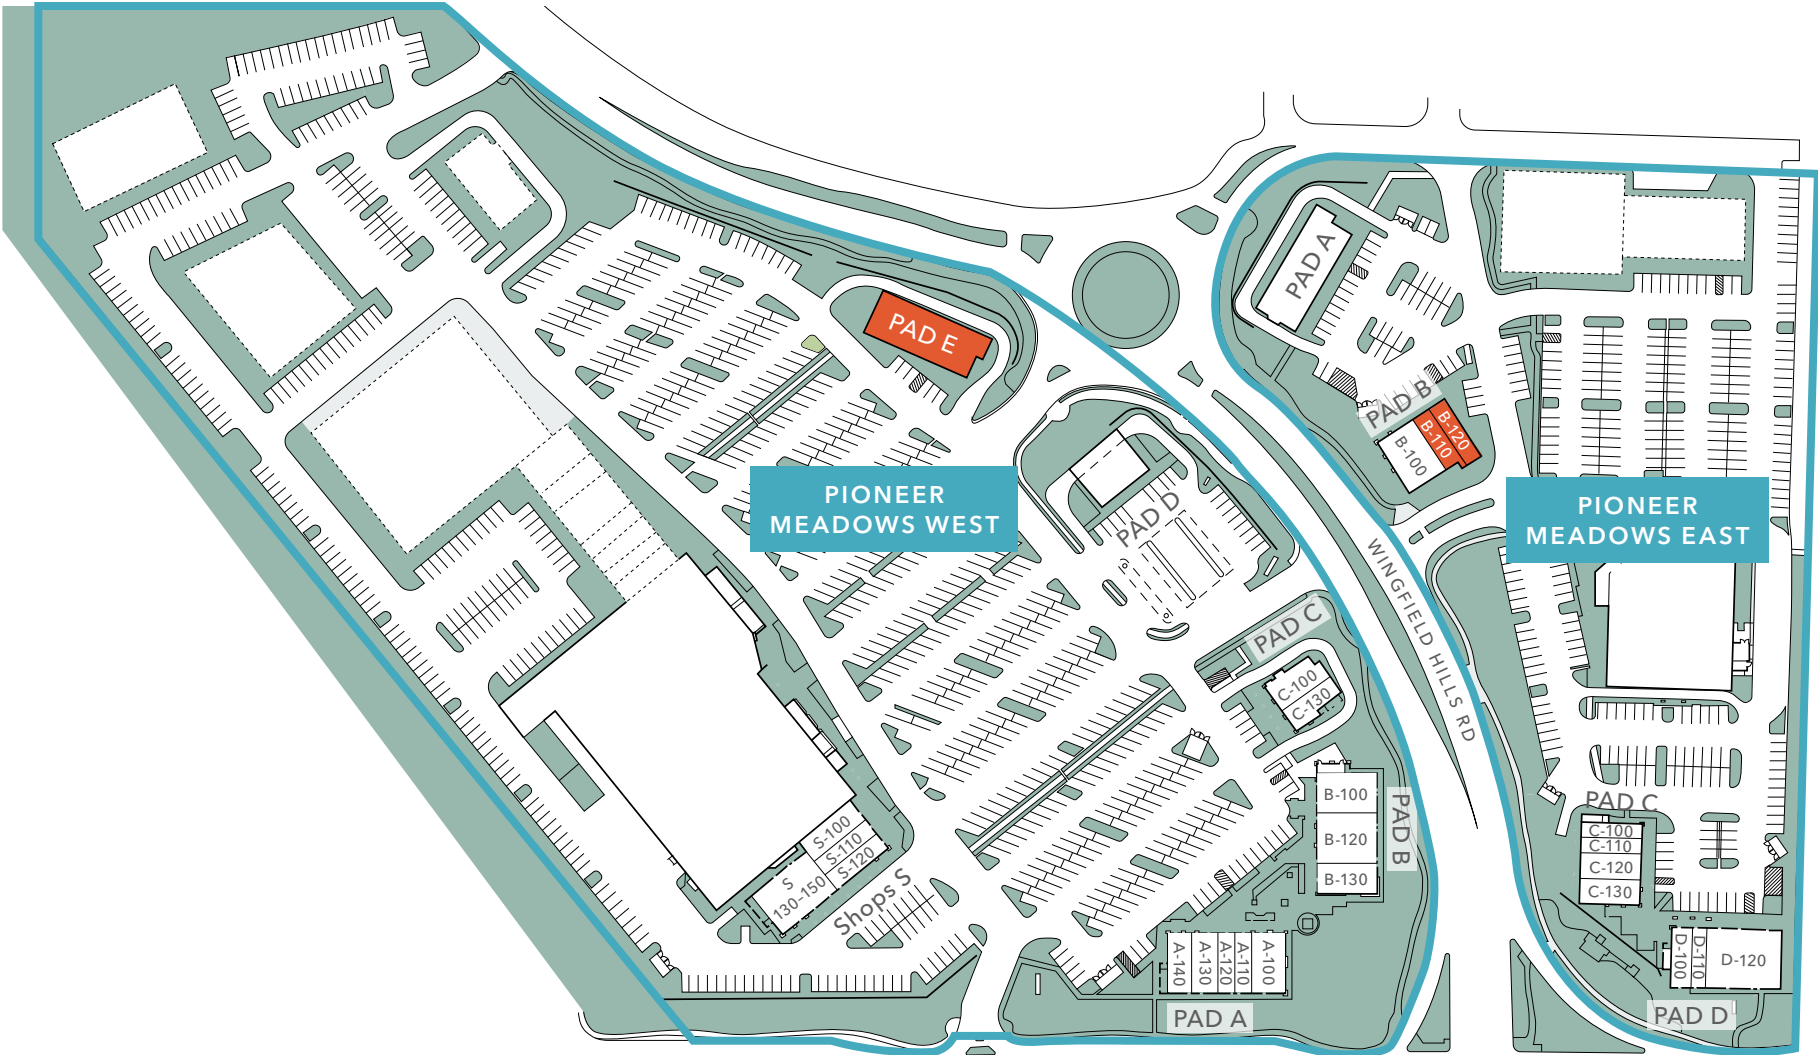 PAD A
PAD E
PAD B
B-120
B-110
B-100
PIONEER
MEADOWS WEST
PIONEER
MEADOWS EAST
PAD D
WINGFIELD HILLS RD
PAD C
C-100
C-130
B-100
B-120
B-130
PAD B
PAD C
C-100
C-110
C-120
C-130
S-100
S-110
S-120
S
130-150
Shops S
A-140
A-130
A-120
A-110
A-100
PAD A
D-100
D-110
D-120
PAD D